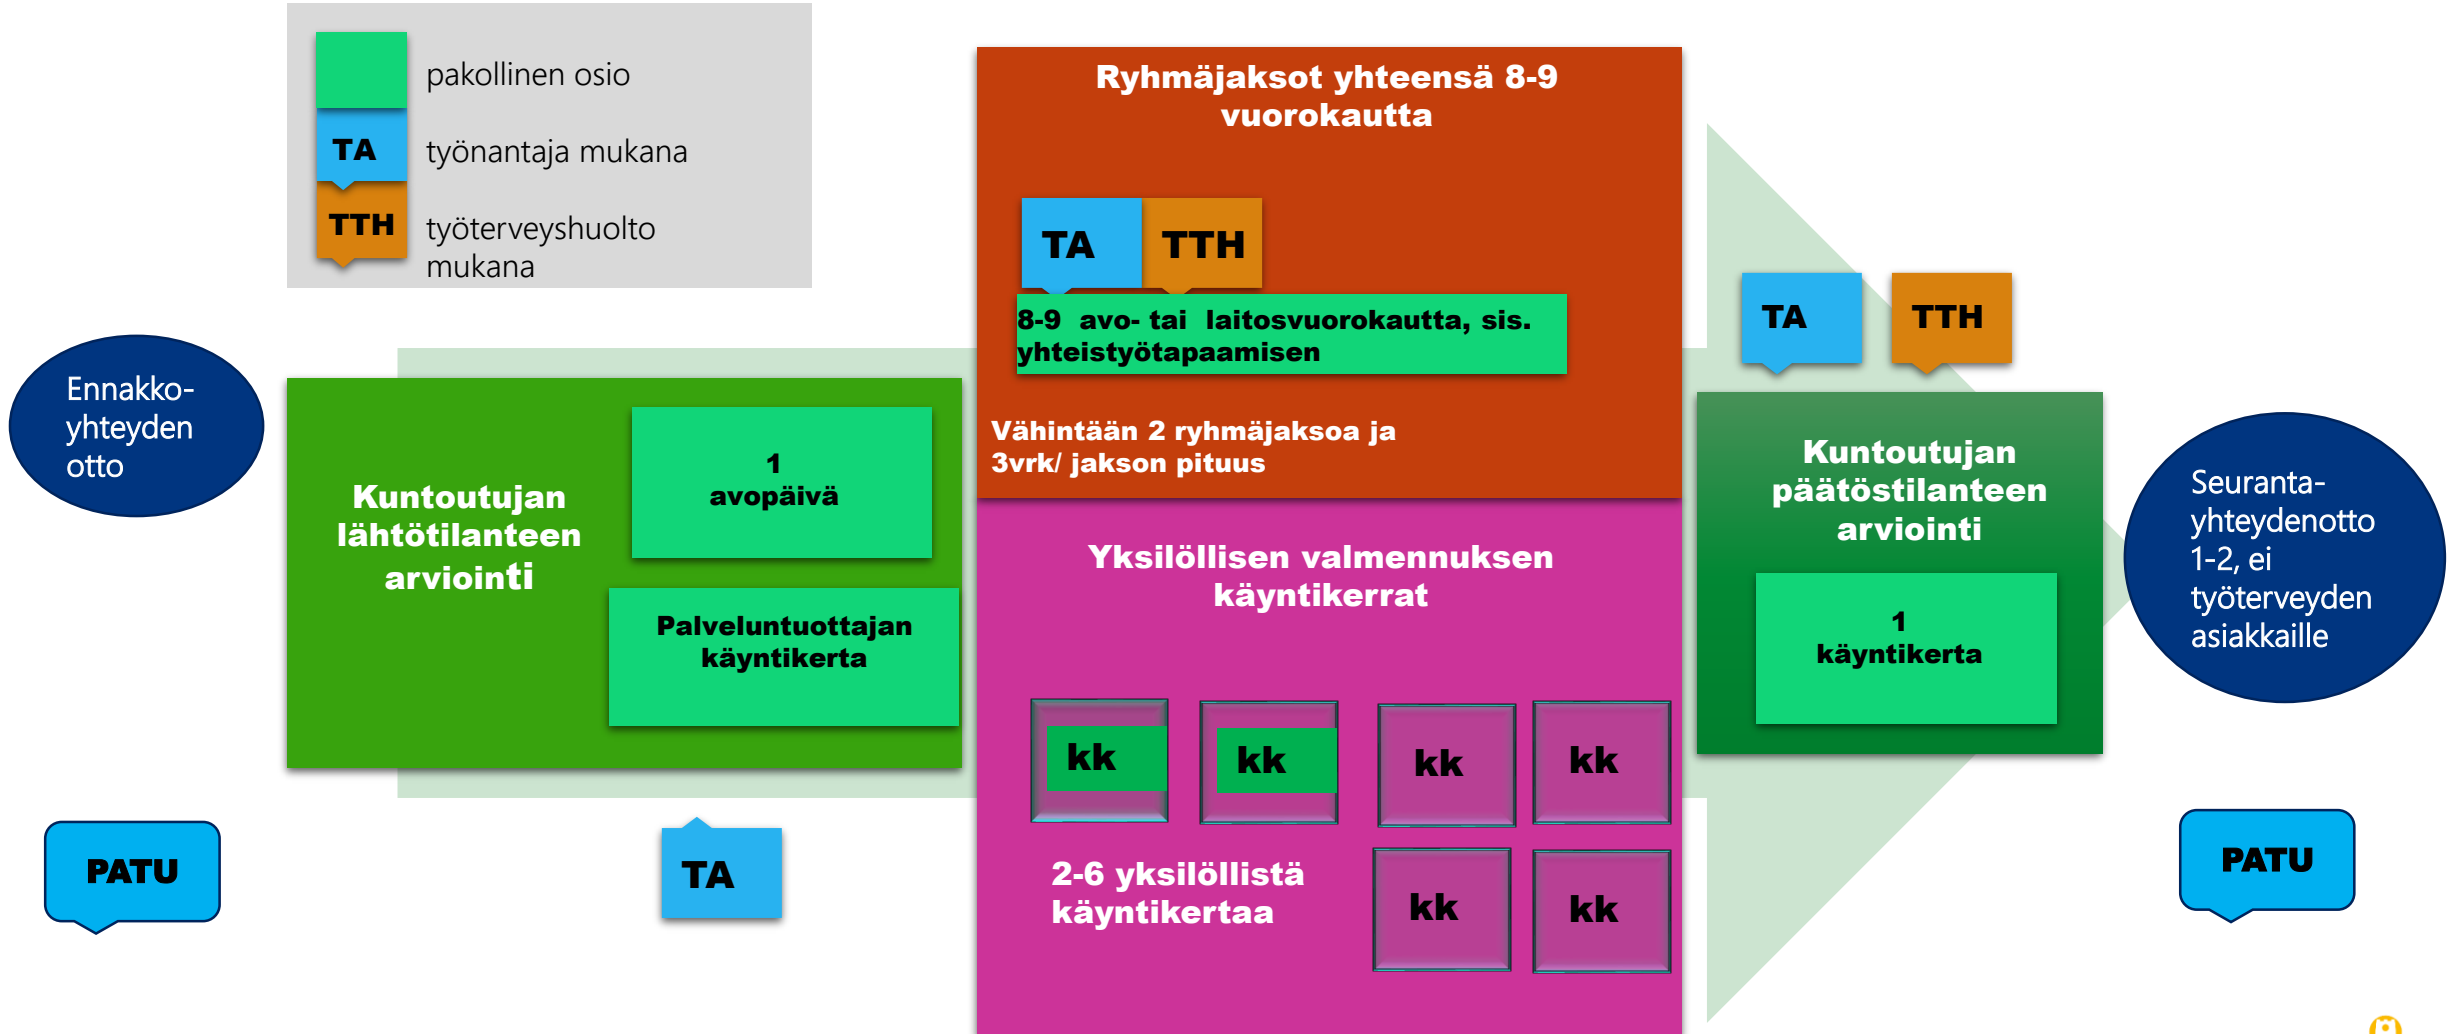 pakollinen osio
TA
työnantaja mukana
TTH
työterveyshuolto
mukana
Ennakko-
yhteyden
otto
PATU
Kuntoutujan
lähtötilanteen
arviointi
1
avopäivä
Palveluntuottajan
käyntikerta
TA
Ryhmäjaksot yhteensä 8-9
vuorokautta
TA
TTH
8-9 avo- tai laitosvuorokautta, sis.
yhteistyötapaamisen
Vähintään 2 ryhmäjaksoa ja
3vrk/ jakson pituus
Yksilöllisen valmennuksen
käyntikerrat
kk
kk
kk
kk
2-6 yksilöllistä
käyntikertaa
kk
kk
TA
TTH
Kuntoutujan
päätöstilanteen
arviointi
1
käyntikerta
Seuranta-
yhteydenotto
1-2, ei
työterveyden
asiakkaille
PATU